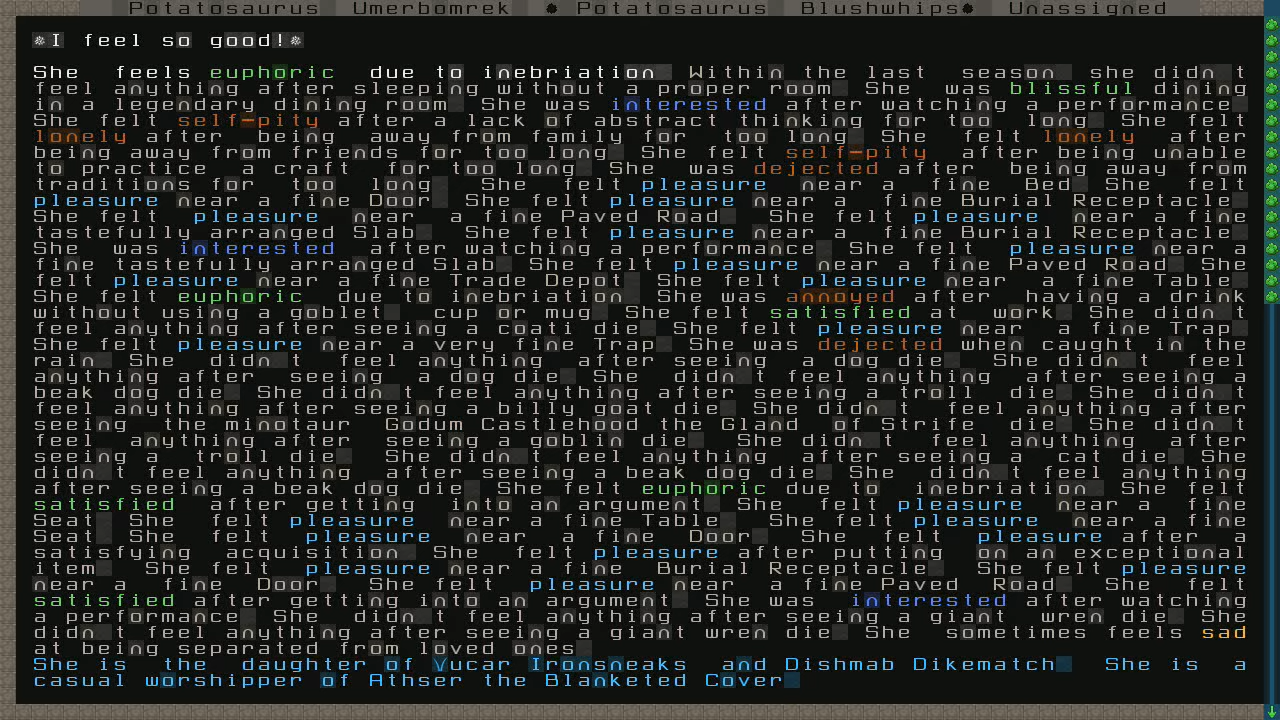 Potatosaurus Umerbomrek ● Potatosaurus Blushwhips● Unassigned
☼I feel so good!☼
She feels euphoric due to inebriation. Within the last season, she didn't
feel anything after sleeping without a proper room. She was blissful dining
in a legendary dining room. She was interested after watching a performance.
She felt self-pity after a lack of abstract thinking for too long. She felt
lonely after being away from family for too long. She felt lonely after
being away from friends for too long. She felt self-pity after being unable
to practice a craft for too long. She was dejected after being away from
traditions for too long. She felt pleasure near a fine Bed. She felt
pleasure near a fine Door. She felt pleasure near a fine Burial Receptacle.
She felt pleasure near a fine Paved Road. She felt pleasure near a fine
tastefully arranged Slab. She felt pleasure near a fine Burial Receptacle.
She was interested after watching a performance. She felt pleasure near a
fine tastefully arranged Slab. She felt pleasure near a fine Paved Road. She
felt pleasure near a fine Trade Depot. She felt pleasure near a fine Table.
She felt euphoric due to inebriation. She was annoyed after having a drink
without using a goblet, cup or mug. She felt satisfied at work. She didn't
feel anything after seeing a coati die. She felt pleasure near a fine Trap.
She felt pleasure near a very fine Trap. She was dejected when caught in the
rain. She didn't feel anything after seeing a dog die. She didn't feel
anything after seeing a dog die. She didn't feel anything after seeing a
beak dog die. She didn't feel anything after seeing a troll die. She didn't
feel anything after seeing a billy goat die. She didn't feel anything after
seeing the minotaur Godum Castlehood the Gland of Strife die. She didn't
feel anything after seeing a goblin die. She didn't feel anything after
seeing a troll die. She didn't feel anything after seeing a cat die. She
didn't feel anything after seeing a beak dog die. She didn't feel anything
after seeing a beak dog die. She felt euphoric due to inebriation. She felt
satisfied after getting into an argument. She felt pleasure near a fine
Seat. She felt pleasure near a fine Table. She felt pleasure near a fine
Seat. She felt pleasure near a fine Door. She felt pleasure after a
satisfying acquisition. She felt pleasure after putting on an exceptional
item. She felt pleasure near a fine Burial Receptacle. She felt pleasure
near a fine Door. She felt pleasure near a fine Paved Road. She felt
satisfied after getting into an argument. She was interested after watching
a performance. She didn't feel anything after seeing a giant wren die. She
didn't feel anything after seeing a giant wren die. She sometimes feels sad
at being separated from loved ones.
She is the daughter of Vucar Ironsneaks and Dishmab Dikematch. She is a
casual worshipper of Athser the Blanketed Cover.